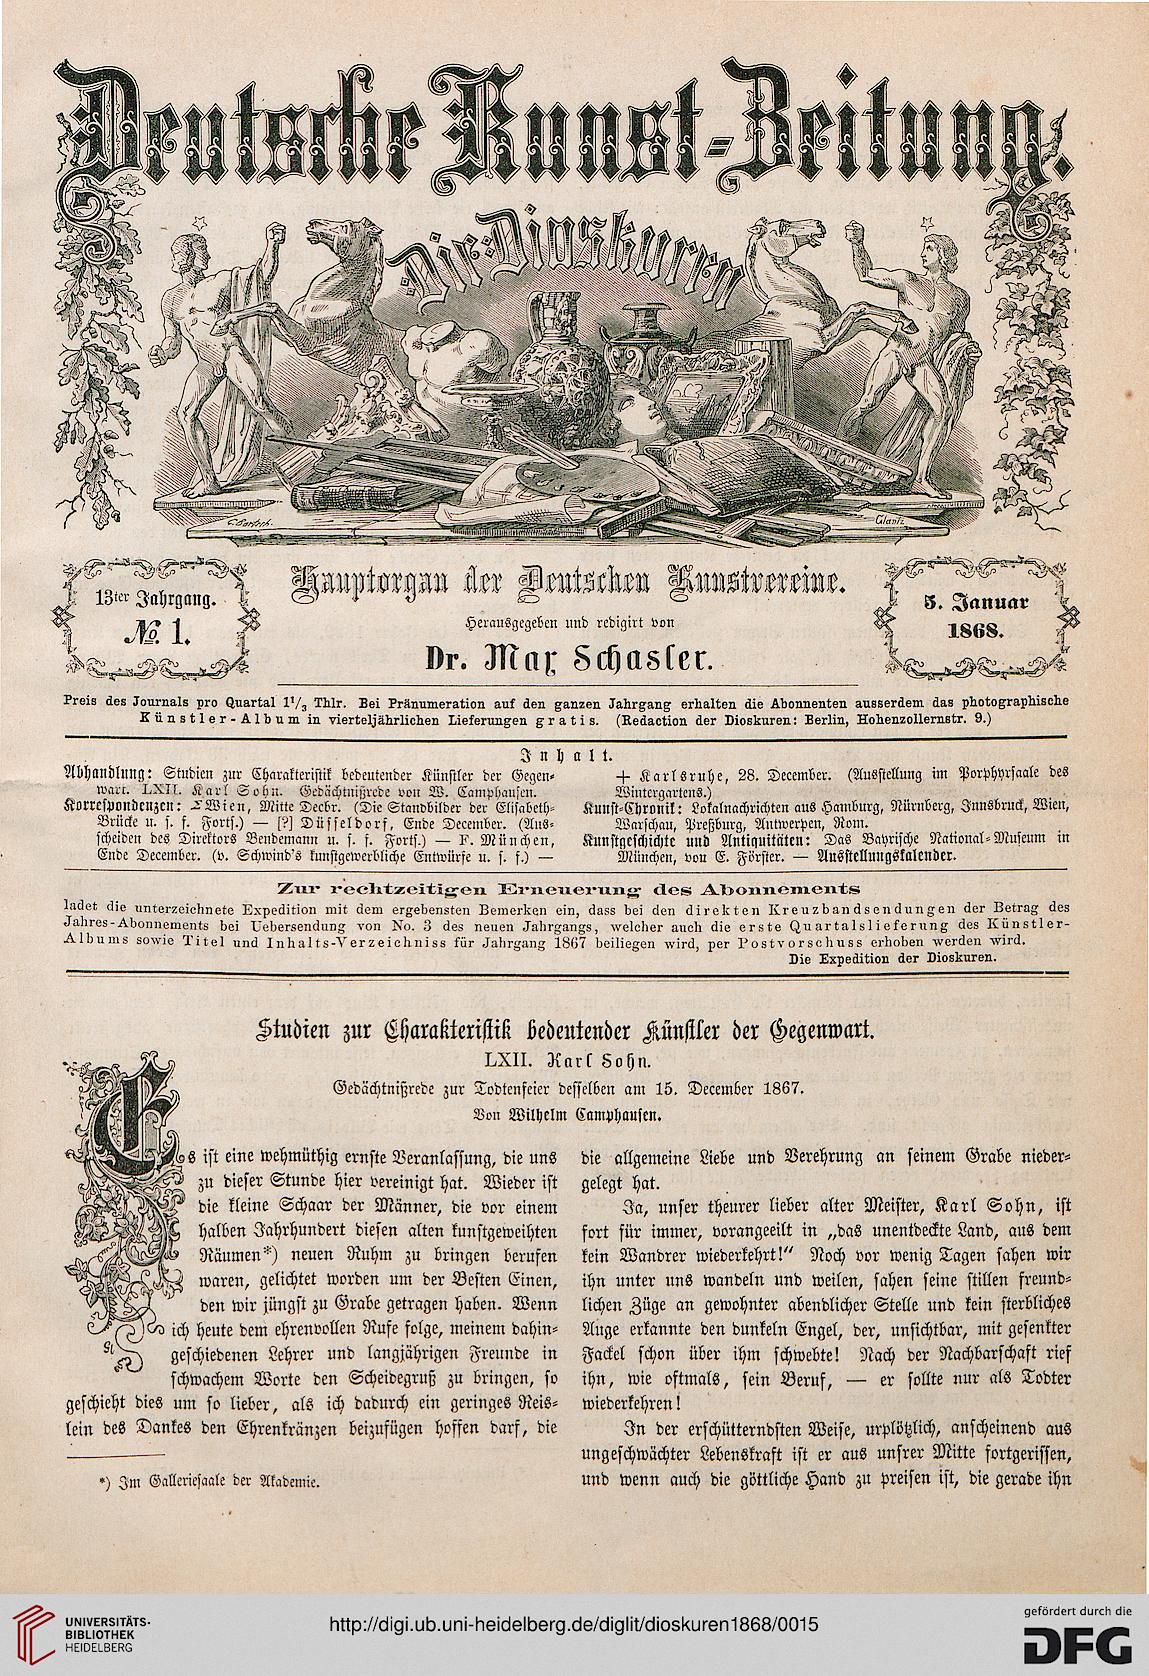 Deutsche Kunst-Zeitung.
Die Dioskuren
C. Bartsch.
13ter Jahrgang.
No. 1.
Hauptorgan der Deutschen Kunstvereine.
Herausgegeben und redigirt von
Dr. Max Schasler.
5. Januar
1868.
Preis des Journals pro Quartal 1 1/3 Thlr. Bei Pränumeration auf den ganzen Jahrgang erhalten die Abonnenten ausserdem das photographische
Künstler-Album in vierteljährlichen Lieferungen gratis. (Redaction der Dioskuren: Berlin, Hohenzollernstr. 9.)
Inhalt.
Abhandlung: Studien zur Charakteristik bedeutender Künstler der Gegen-
wart. LXII. Karl Sohn. Gedächtnißrede von W. Camphausen.
Korrespondenzen: Wien, Mitte Decbr. (Die Standbilder der Elisabeth-
Brücke u. s. f. Forts.) — [?] Düsseldorf, Ende December. (Aus-
scheiden des Direktors Bendemann u. s. f. Forts.) — F. München,
Ende December. (v. Schwind's kunstgewerbliche Entwürfe u. s. f.) —
+ Karlsruhe, 28. December. (Ausstellung im Porphyrsaale des
Wintergartens.)
Kunst-Chronik: Lokalnachrichten aus Hamburg, Nürnberg, Innsbruck, Wien,
Warschau, Preßburg, Antwerpen, Rom.
Kunstgeschichte und Antiquitäten: Das Bayrische National-Museum in
München, von E. Förster. — Ausstellungskalender.
Zur rechtzeitigen Erneuerung des Abonnements
ladet die unterzeichnete Expedition mit dem ergebensten Bemerken ein, dass bei den direkten Kreuzbandsendungen der Betrag des
Jahres-Abonnements bei Uebersendung von No. 3 des neuen Jahrgangs, welcher auch die erste Quartalslieferung des Künstler-
Albums sowie Titel und Inhalts-Verzeichniss für Jahrgang 1867 beiliegen wird, per Postvorschuss erhoben werden wird.
Die Expedition der Dioskuren.
Studien zur Charakteristik bedeutender Künstler der Gegenwart.
LXII. Karl Sohn.
Gedächtnißrede zur Todtenfeier desselben am 15. December 1867.
Von Wilhelm Camphausen.
Es ist eine wehmüthig ernste Veranlassung, die uns
zu dieser Stunde hier vereinigt hat. Wieder ist
die kleine Schaar der Männer, die vor einem
halben Jahrhundert diesen alten kunstgeweihten
Räumen*) neuen Ruhm zu bringen berufen
waren, gelichtet worden um der Besten Einen,
den wir jüngst zu Grabe getragen haben. Wenn
ich heute dem ehrenvollen Rufe folge, meinem dahin-
geschiedenen Lehrer und langjährigen Freunde in
schwachem Worte den Scheidegruß zu bringen, so
geschieht dies um so lieber, als ich dadurch ein geringes Reis-
lein des Dankes den Ehrenkränzen beizufügen hoffen darf, die
*) Im Galleriesaale der Akademie.
die allgemeine Liebe und Verehrung an seinem Grabe nieder-
gelegt hat.
Ja, unser theurer lieber alter Meister, Karl Sohn, ist
fort für immer, vorangeeilt in „das unentdeckte Land, aus dem
kein Wandrer wiederkehrt!“ Noch vor wenig Tagen sahen wir
ihn unter uns wandeln und weilen, sahen seine stillen freund-
lichen Züge an gewohnter abendlicher Stelle und kein sterbliches
Auge erkannte den dunkeln Engel, der, unsichtbar, mit gesenkter
Fackel schon über ihm schwebte! Nach der Nachbarschaft rief
ihn, wie oftmals, sein Beruf, — er sollte nur als Todter
wiederkehren!
In der erschütterndsten Weise, urplötzlich, anscheinend aus
ungeschwächter Lebenskraft ist er aus unsrer Mitte fortgerissen,
und wenn auch die göttliche Hand zu preisen ist, die gerade ihn
UNIVERSITÄTS-
BIBLIOTHEK
HEIDELBERG
http://digi.ub.uni-heidelberg.de/diglit/dioskuren1868/0015
gefördert durch die
DFG